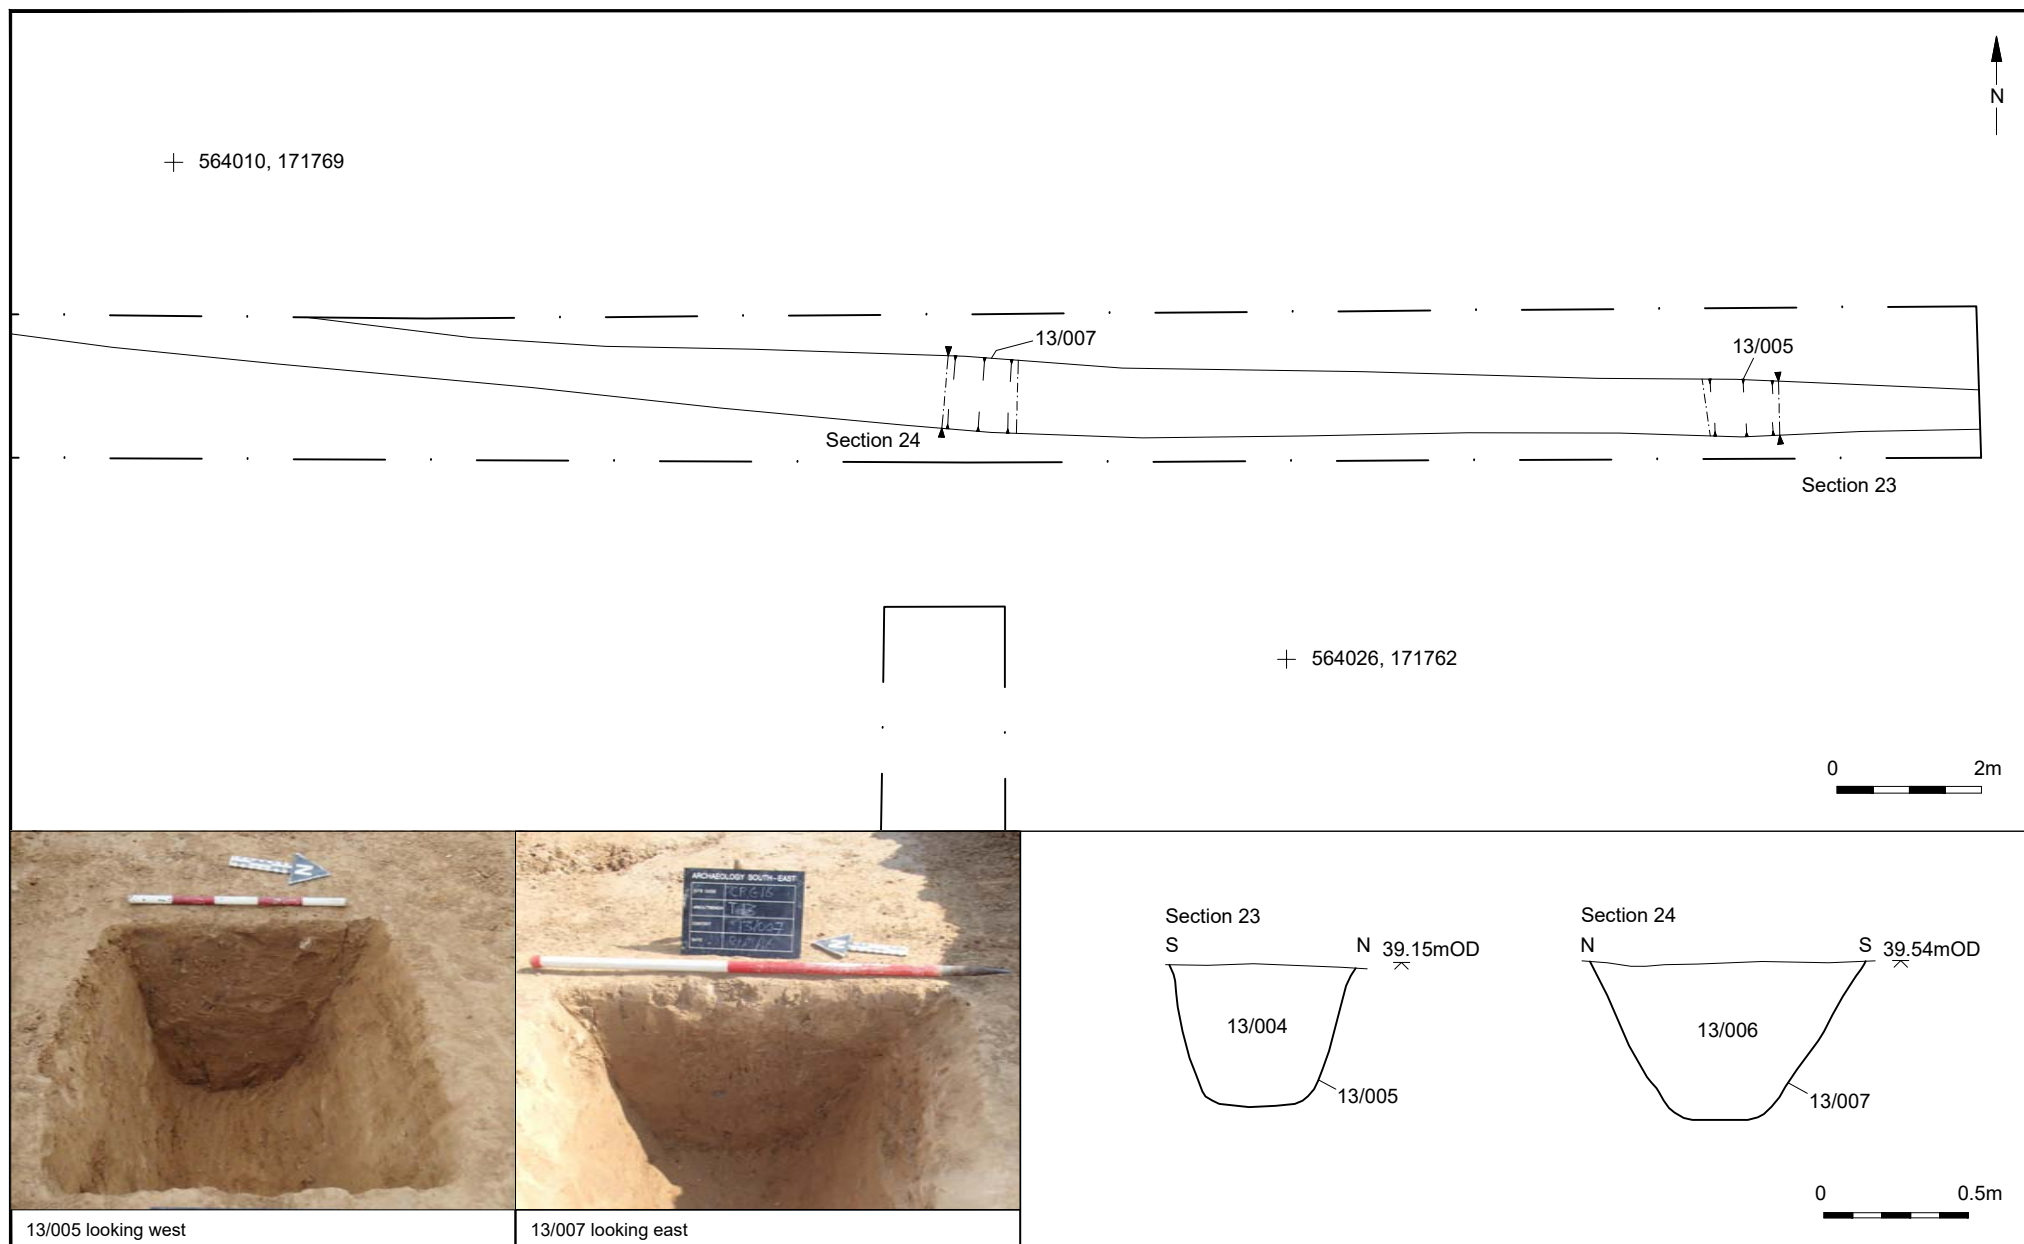 N
564010, 171769
13/007
13/005
Section 24
Section 23
564026, 171762
0 2m
N
ARCHAEOLOGY SOUTH-EAST
13/005 looking west
13/007 looking east
Section 23
S N 39.15mOD
13/004
13/005
Section 24
N S 39.54mOD
13/006
13/007
0 0.5m